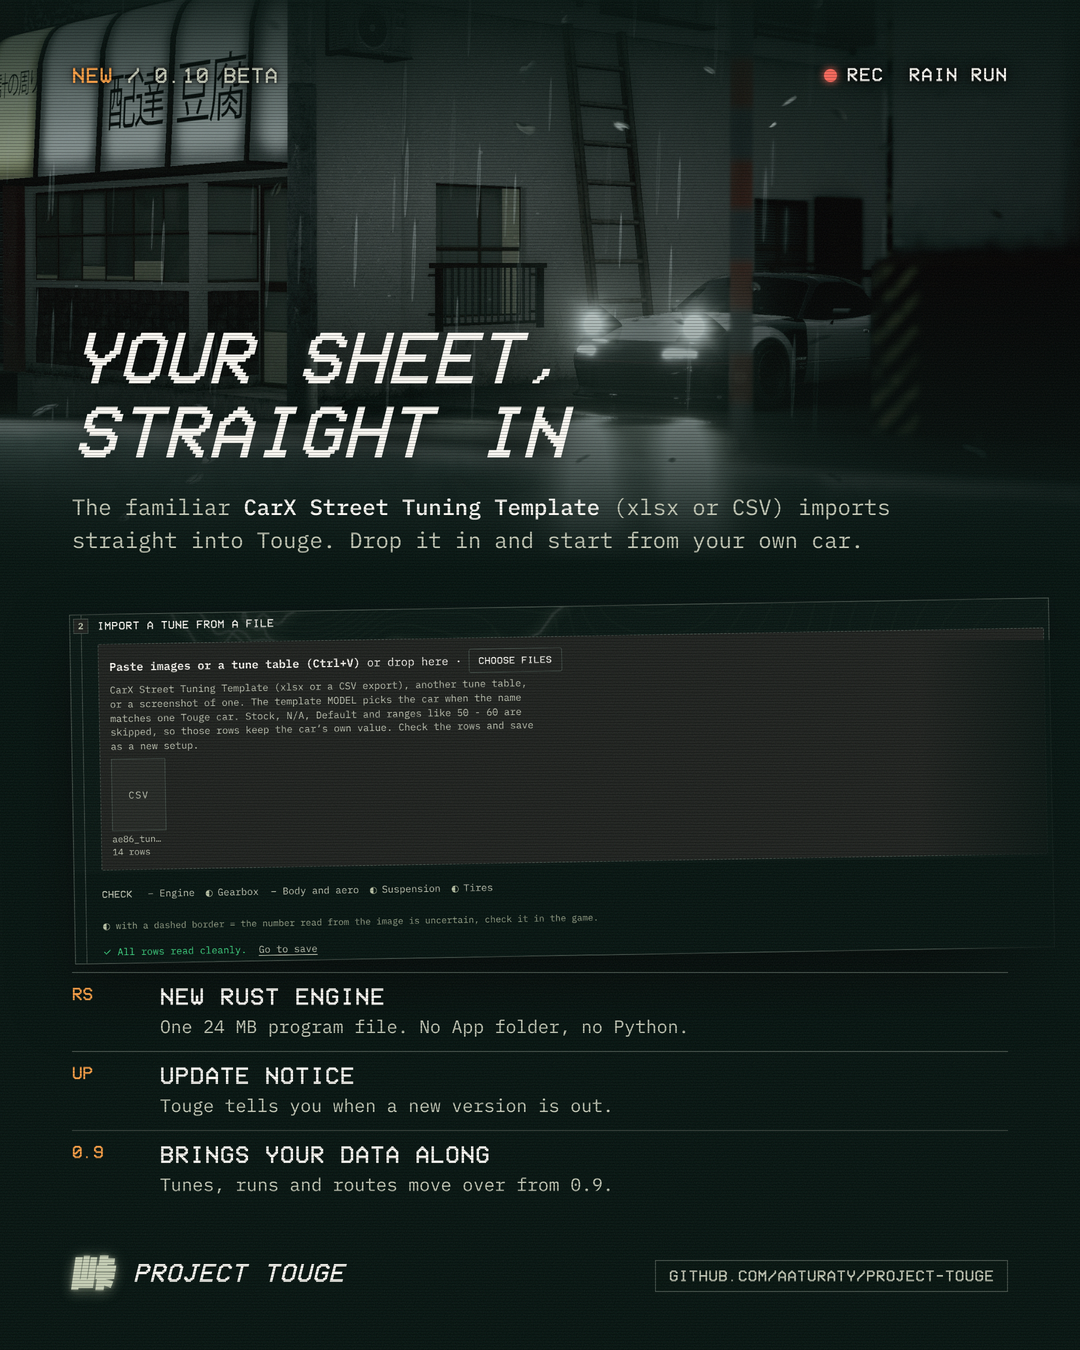 計の周り
配達 豆腐
NEW / 0.10 BETA
REC RAIN RUN
YOUR SHEET,
STRAIGHT IN
The familiar CarX Street Tuning Template (xlsx or CSV) imports
straight into Touge. Drop it in and start from your own car.
2 IMPORT A TUNE FROM A FILE
Paste images or a tune table (Ctrl+V) or drop here · CHOOSE FILES
CarX Street Tuning Template (xlsx or a CSV export), another tune table,
or a screenshot of one. The template MODEL picks the car when the name
matches one Touge car. Stock, N/A, Default and ranges like 50 - 60 are
skipped, so those rows keep the car's own value. Check the rows and save
as a new setup.
CSV
ae86_tun…
14 rows
CHECK – Engine ◐ Gearbox – Body and aero ◐ Suspension ◐ Tires
◐ with a dashed border = the number read from the image is uncertain, check it in the game.
✓ All rows read cleanly. Go to save
RS NEW RUST ENGINE
One 24 MB program file. No App folder, no Python.
UP UPDATE NOTICE
Touge tells you when a new version is out.
0.9 BRINGS YOUR DATA ALONG
Tunes, runs and routes move over from 0.9.
PROJECT TOUGE
GITHUB.COM/AATURATY/PROJECT-TOUGE